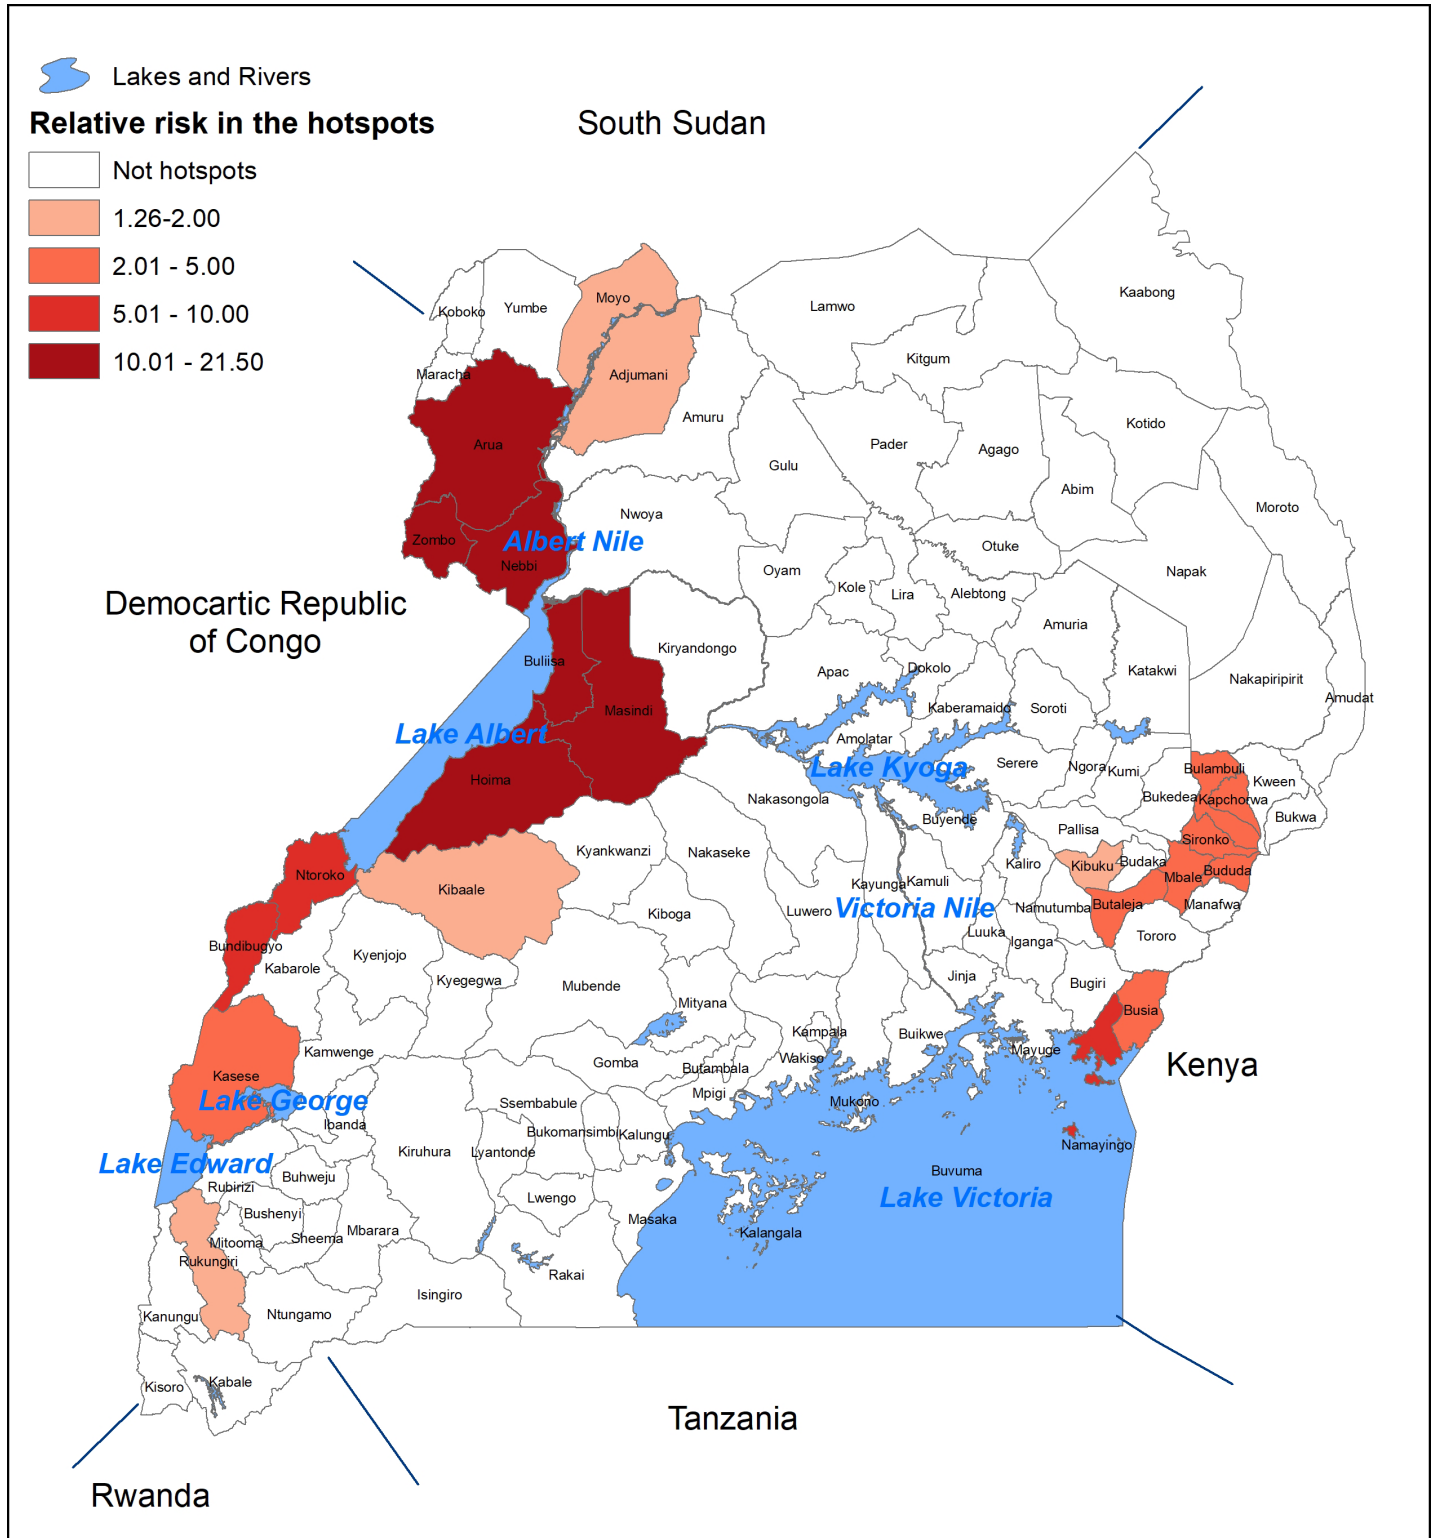 Lakes and Rivers
Relative risk in the hotspots
Not hotspots
1.26-2.00
2.01 - 5.00
5.01 - 10.00
10.01 - 21.50
South Sudan
Kaabong
Moyo
Yumbe
Koboko
Lamwo
Kitgum
Maracha
Adjumani
Amuru
Kotido
Arua
Pader
Agago
Gulu
Abim
Moroto
Nwoya
Zombo
Albert Nile
Otuke
Nebbi
Oyam
Napak
Kole
Lira
Alebtong
Democartic Republic
of Congo
Amuria
Kiryandongo
Buliisa
Apac
Dokolo
Katakwi
Nakapiripirit
Amudat
Masindi
Kaberamaido
Soroti
Lake Albert
Amolatar
Lake Kyoga
Serere
Ngora
Kumi
Bulambuli
Kween
Hoima
Nakasongola
Bukedea
Kapchorwa
Buyende
Bukwa
Pallisa
Sironko
Kyankwanzi
Nakaseke
Kaliro
Kibuku
Budaka
Bududa
Ntoroko
Mbale
Kibaale
Kayunga
Kamuli
Butaleja
Manafwa
Victoria Nile
Namutumba
Luwero
Kiboga
Luuka
Iganga
Tororo
Bundibugyo
Kabarole
Kyenjojo
Kyegegwa
Mubende
Jinja
Bugiri
Mityana
Busia
Kampala
Buikwe
Kamwenge
Mayuge
Wakiso
Gomba
Butambala
Kenya
Kasese
Mpigi
Lake George
Ssembabule
Mukono
Ibanda
Bukomansimbi
Kalungu
Namayingo
Kiruhura
Lyantonde
Lake Edward
Buhweju
Buvuma
Rubirizi
Lwengo
Lake Victoria
Bushenyi
Masaka
Mbarara
Kalangala
Sheema
Mitooma
Rukungiri
Rakai
Isingiro
Kanungu
Ntungamo
Kisoro
Kabale
Tanzania
Rwanda